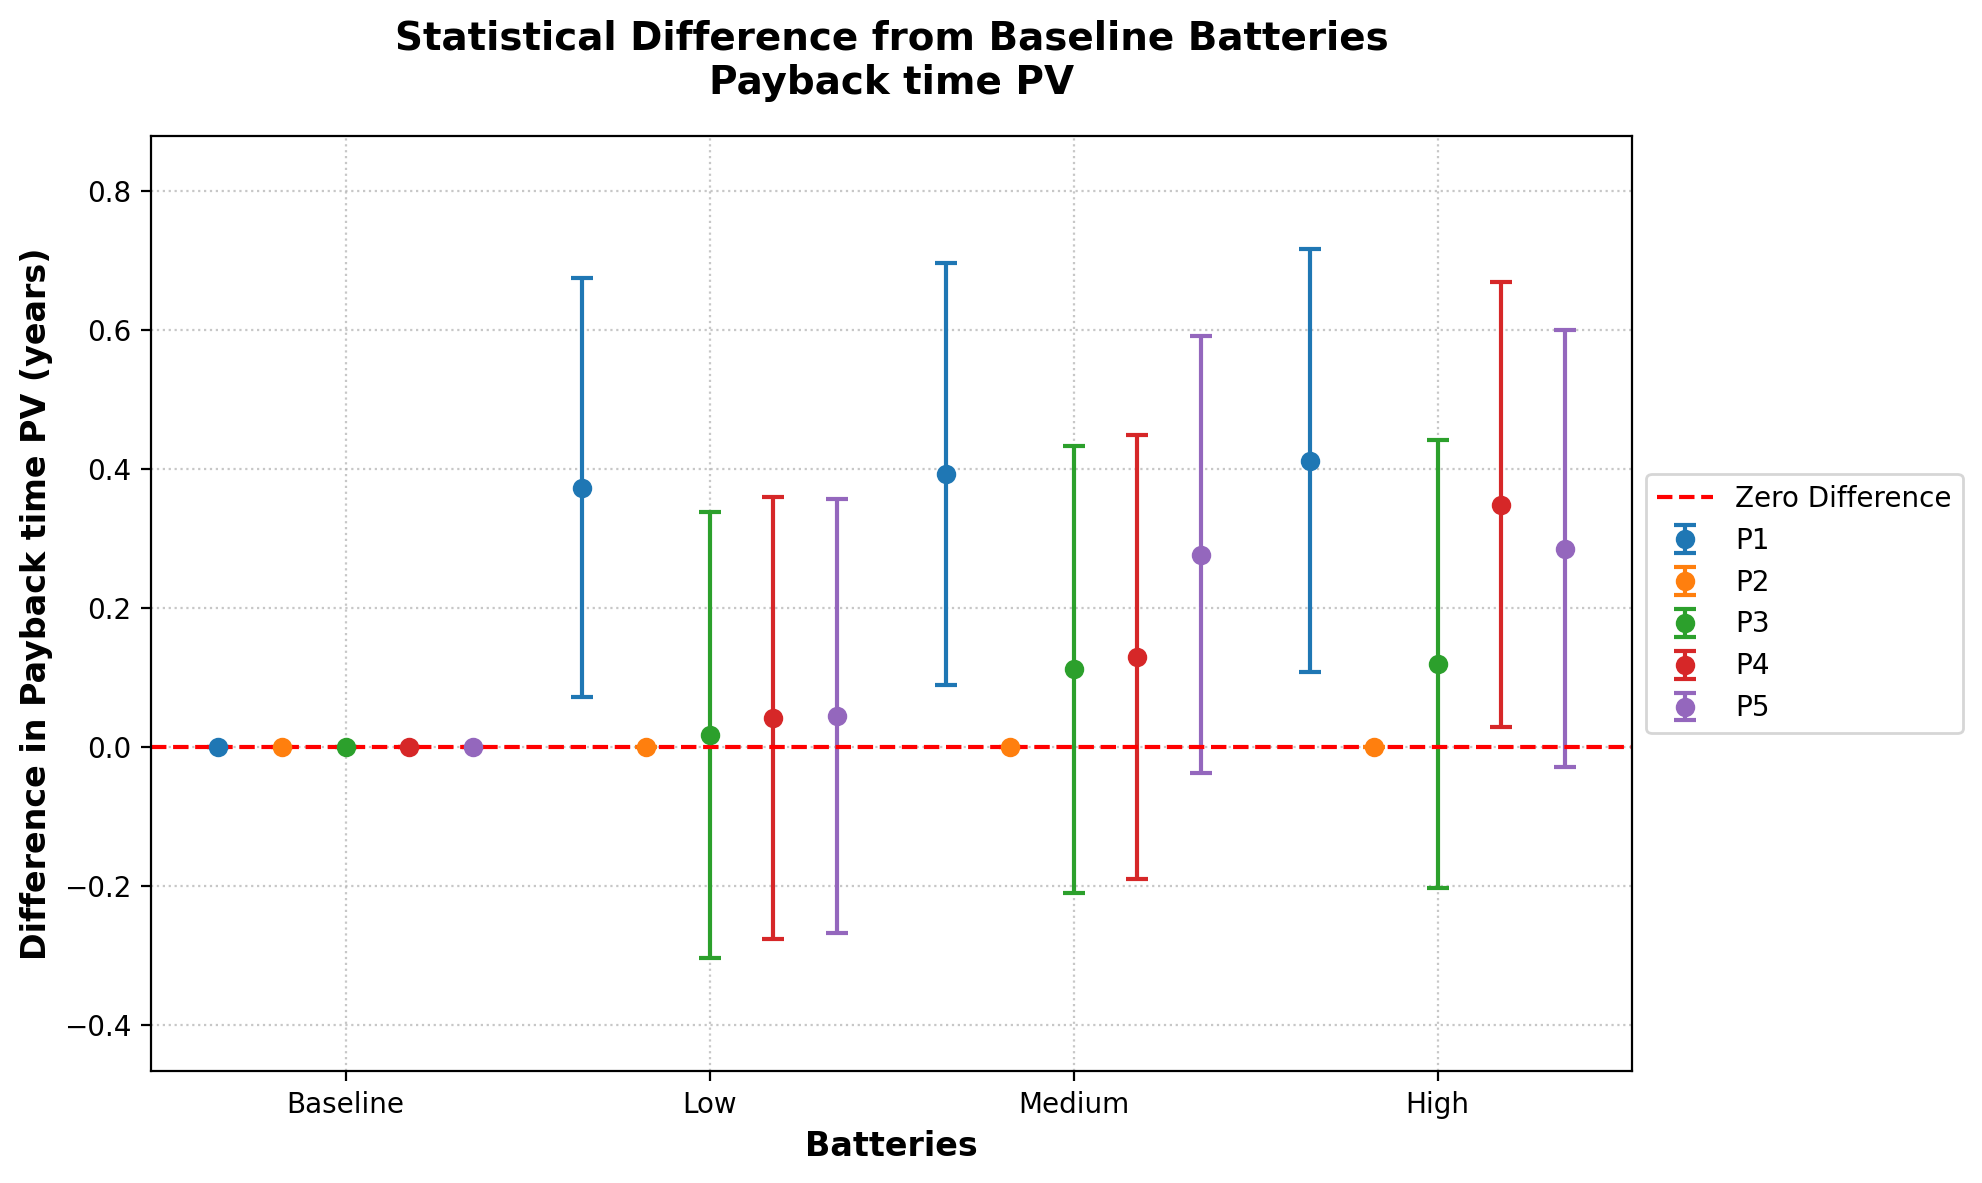 Statistical Difference from Baseline Batteries
Payback time PV
Difference in Payback time PV (years)
0.8
0.6
0.4
0.2
0.0
−0.2
−0.4
Baseline
Low
Medium
High
Batteries
Zero Difference
P1
P2
P3
P4
P5